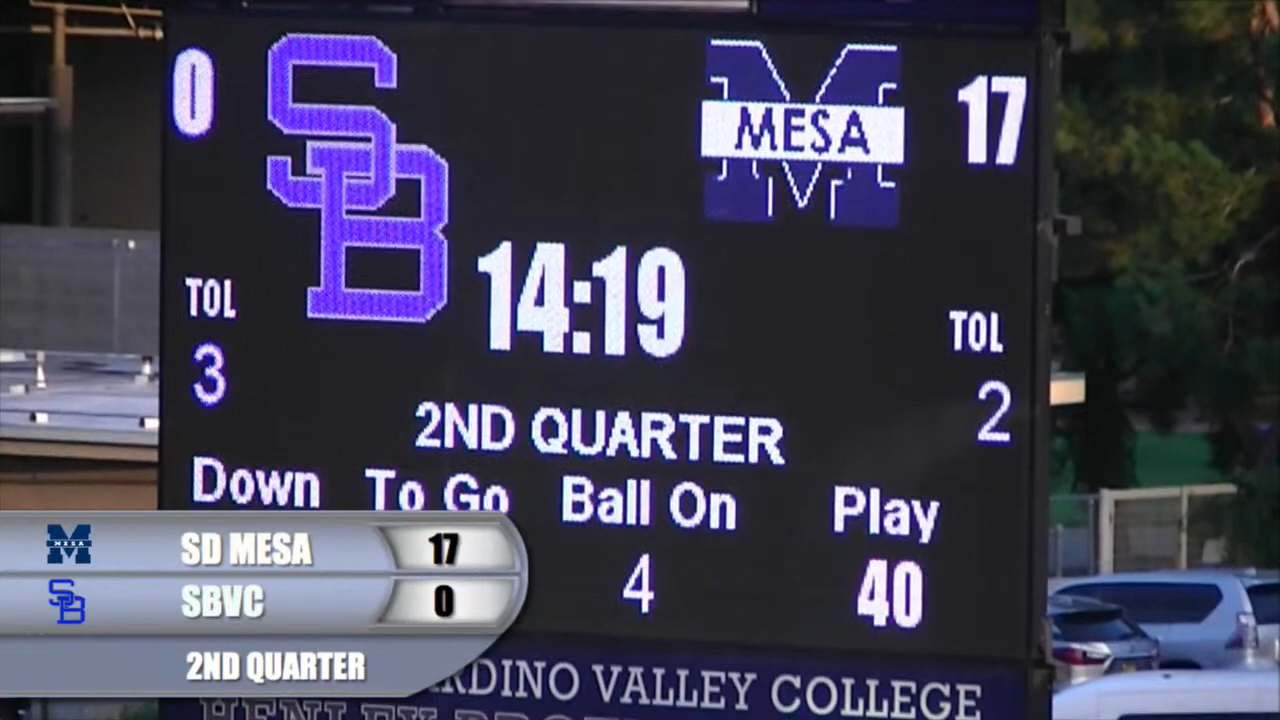 0
SB
MESA
17
14:19
TOL
3
TOL
2
2ND QUARTER
Down To Go Ball On Play
4 40
SD MESA 17
SBVC 0
2ND QUARTER
RDINO VALLEY COLLEGE